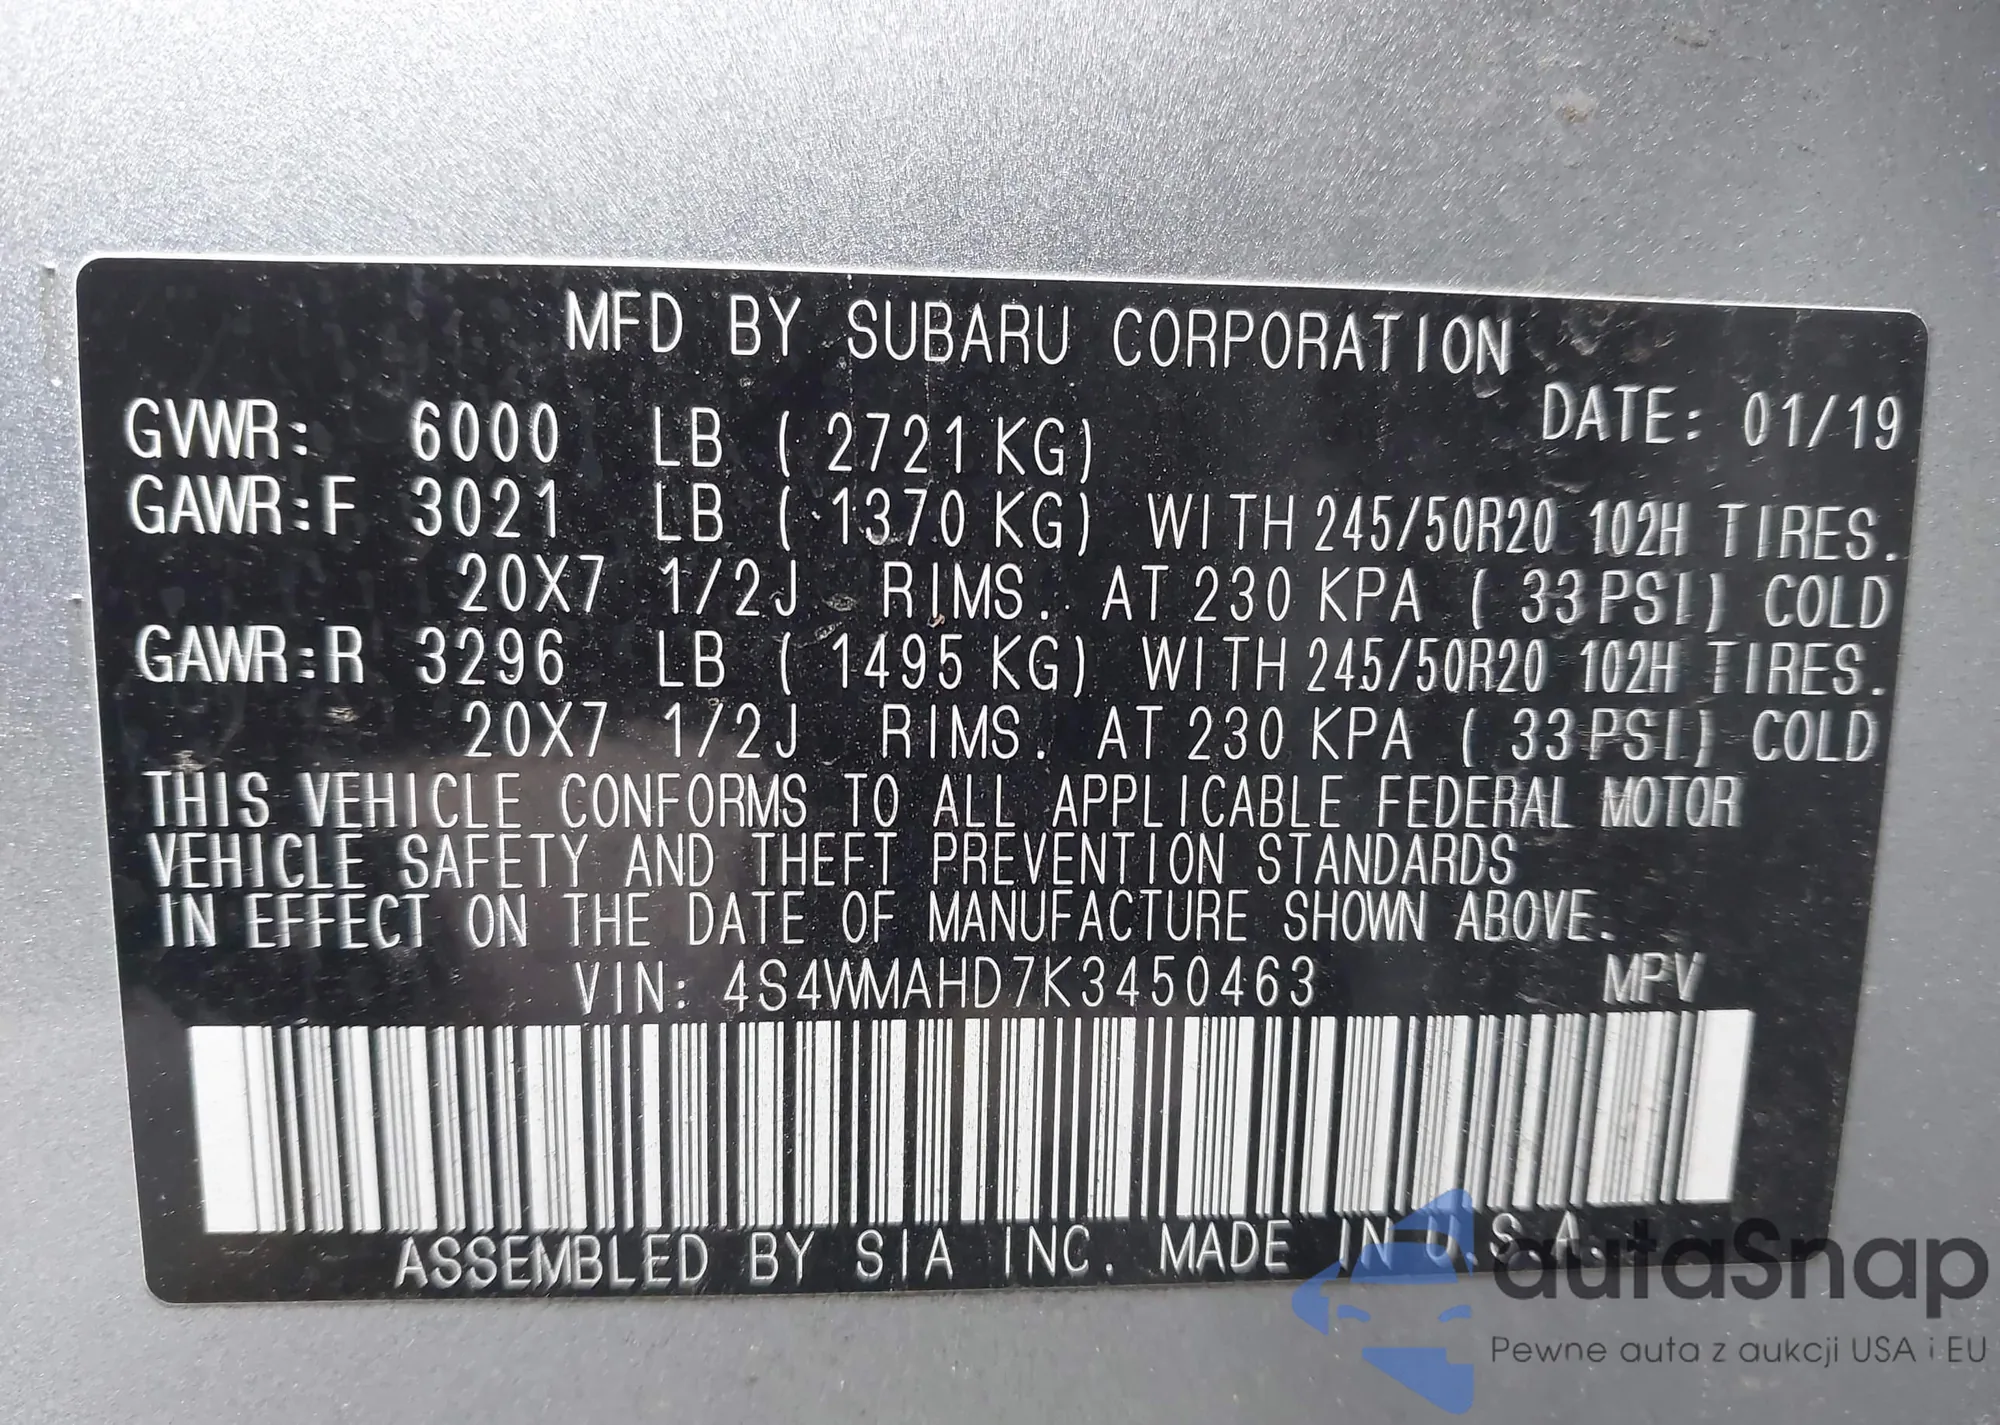 MFD BY SUBARU CORPORATION
DATE: 01/19
GVWR: 6000 LB ( 2721 KG)
GAWR:F 3021 LB ( 1370 KG) WITH 245/50R20 102H TIRES.
20X7 1/2J RIMS. AT 230 KPA ( 33 PSI) COLD
GAWR:R 3296 LB ( 1495 KG) WITH 245/50R20 102H TIRES.
20X7 1/2J RIMS. AT 230 KPA ( 33 PSI) COLD
THIS VEHICLE CONFORMS TO ALL APPLICABLE FEDERAL MOTOR
VEHICLE SAFETY AND THEFT PREVENTION STANDARDS
IN EFFECT ON THE DATE OF MANUFACTURE SHOWN ABOVE.
VIN: 4S4WMAHD7K3450463 MPV
ASSEMBLED BY SIA INC. MADE IN U.S.A.
autaSnap
Pewne auta z aukcji USA i EU